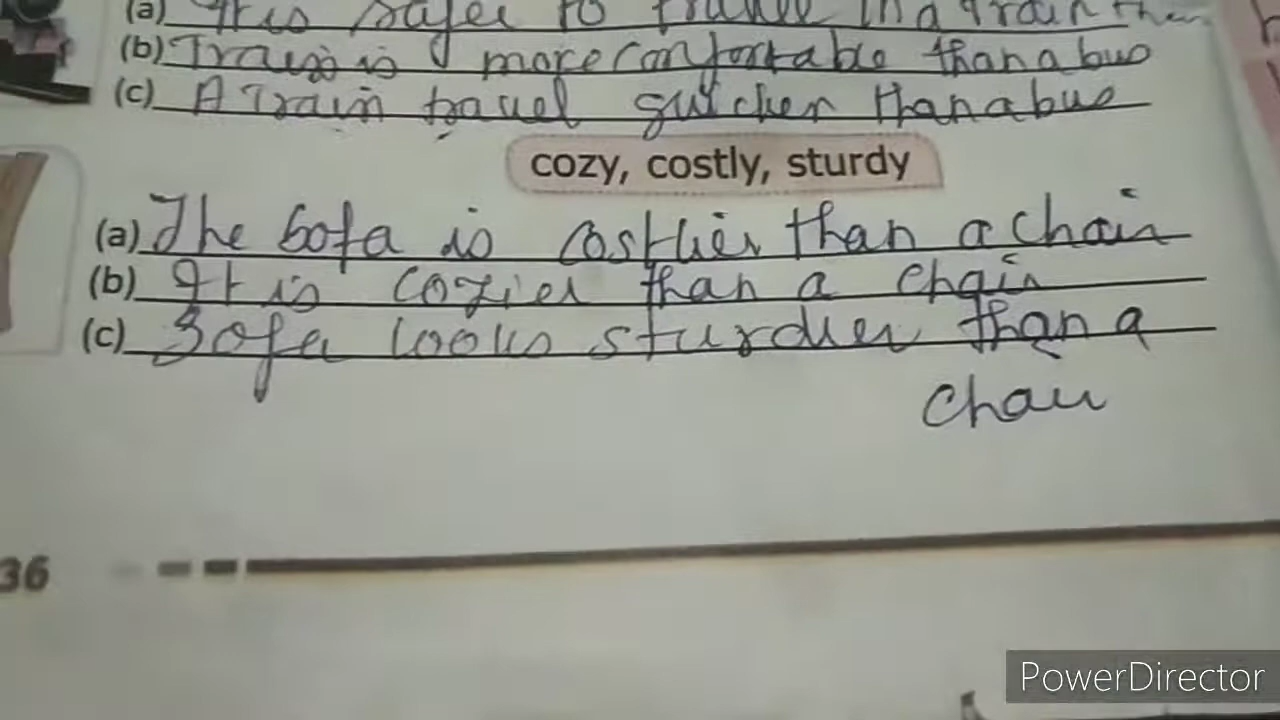 (a) It is safer to travel in a Train than
(b) Train is more comfortable than a bus
(c) A Train travel quicker than a bus
cozy, costly, sturdy
(a) The Sofa is costlier than a chair
(b) It is cozier than a chair
(c) Sofa looks sturdier than a
chair
36
PowerDirector